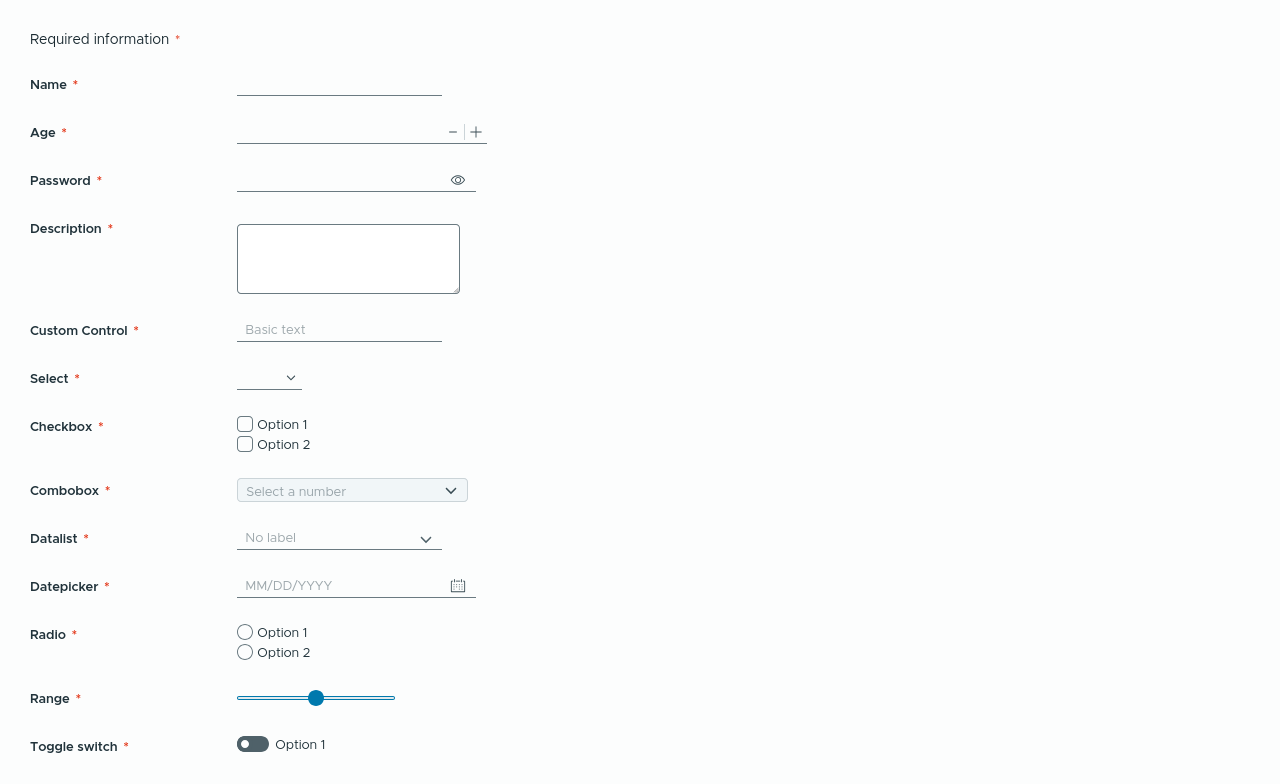 Required information *
Name *
Age *
Password *
Description *
Custom Control * Basic text
Select *
Checkbox * Option 1
Option 2
Combobox * Select a number
Datalist * No label
Datepicker * MM/DD/YYYY
Radio * Option 1
Option 2
Range *
Toggle switch * Option 1